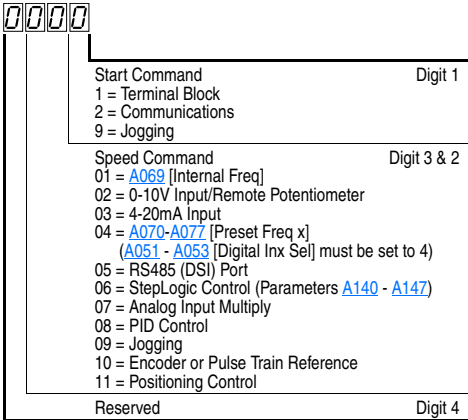 0000
Start Command Digit 1
1 = Terminal Block
2 = Communications
9 = Jogging
Speed Command Digit 3 & 2
01 = A069 [Internal Freq]
02 = 0-10V Input/Remote Potentiometer
03 = 4-20mA Input
04 = A070-A077 [Preset Freq x]
(A051 - A053 [Digital Inx Sel] must be set to 4)
05 = RS485 (DSI) Port
06 = StepLogic Control (Parameters A140 - A147)
07 = Analog Input Multiply
08 = PID Control
09 = Jogging
10 = Encoder or Pulse Train Reference
11 = Positioning Control
Reserved Digit 4